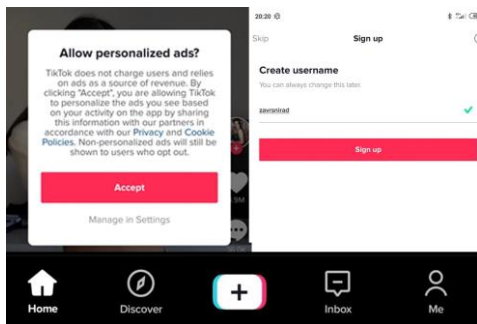 Allow personalized ads?
TikTok does not charge users and relies
on ads as a source of revenue. By
clicking "Accept", you are allowing TikTok
to personalize the ads you see based
on your activity on the app by sharing
this information with our partners in
accordance with our Privacy and Cookie
Policies. Non-personalized ads will still be
shown to users who opt out.
Accept
Manage in Settings
20:20
Skip
Sign up
Create username
You can always change this later.
zavrsnirad
Sign up
Home
Discover
Inbox
Me